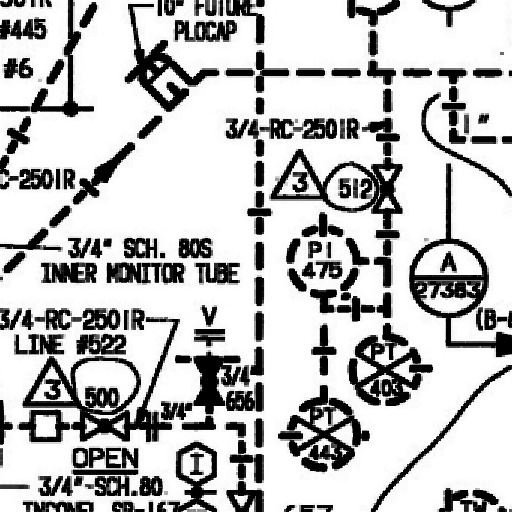 10" FUTURE
PLOCAP
#445
#6
3/4-RC-2501R
1"
3
512
C-2501R
PI
475
3/4" SCH. 80S
INNER MONITOR TUBE
A
27383
3/4-RC-2501R
LINE #522
V
(B-
PT
403
3
500
3/4
656
3/4"
PT
443
OPEN
I
3/4"-SCH.80
INCONEL SB-167
TW